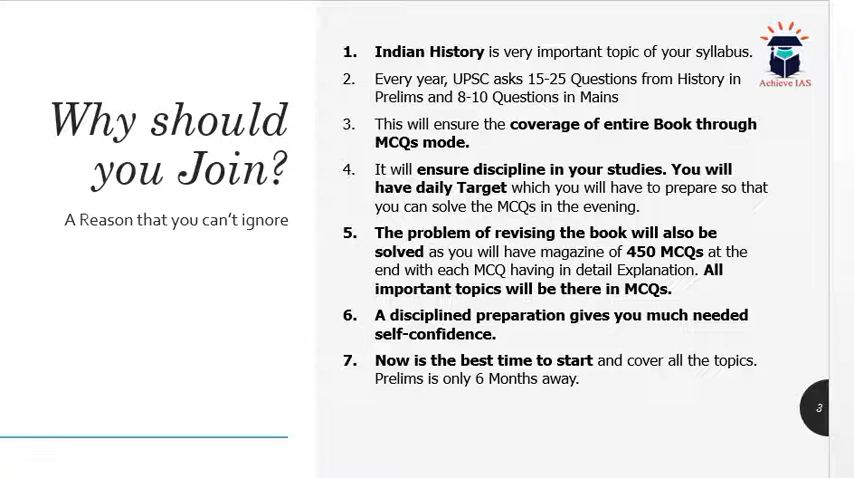 Why should
you Join?
A Reason that you can't ignore
1. Indian History is very important topic of your syllabus.
2. Every year, UPSC asks 15-25 Questions from History in
Prelims and 8-10 Questions in Mains
3. This will ensure the coverage of entire Book through
MCQs mode.
4. It will ensure discipline in your studies. You will
have daily Target which you will have to prepare so that
you can solve the MCQs in the evening.
5. The problem of revising the book will also be
solved as you will have magazine of 450 MCQs at the
end with each MCQ having in detail Explanation. All
important topics will be there in MCQs.
6. A disciplined preparation gives you much needed
self-confidence.
7. Now is the best time to start and cover all the topics.
Prelims is only 6 Months away.
Achieve IAS
3